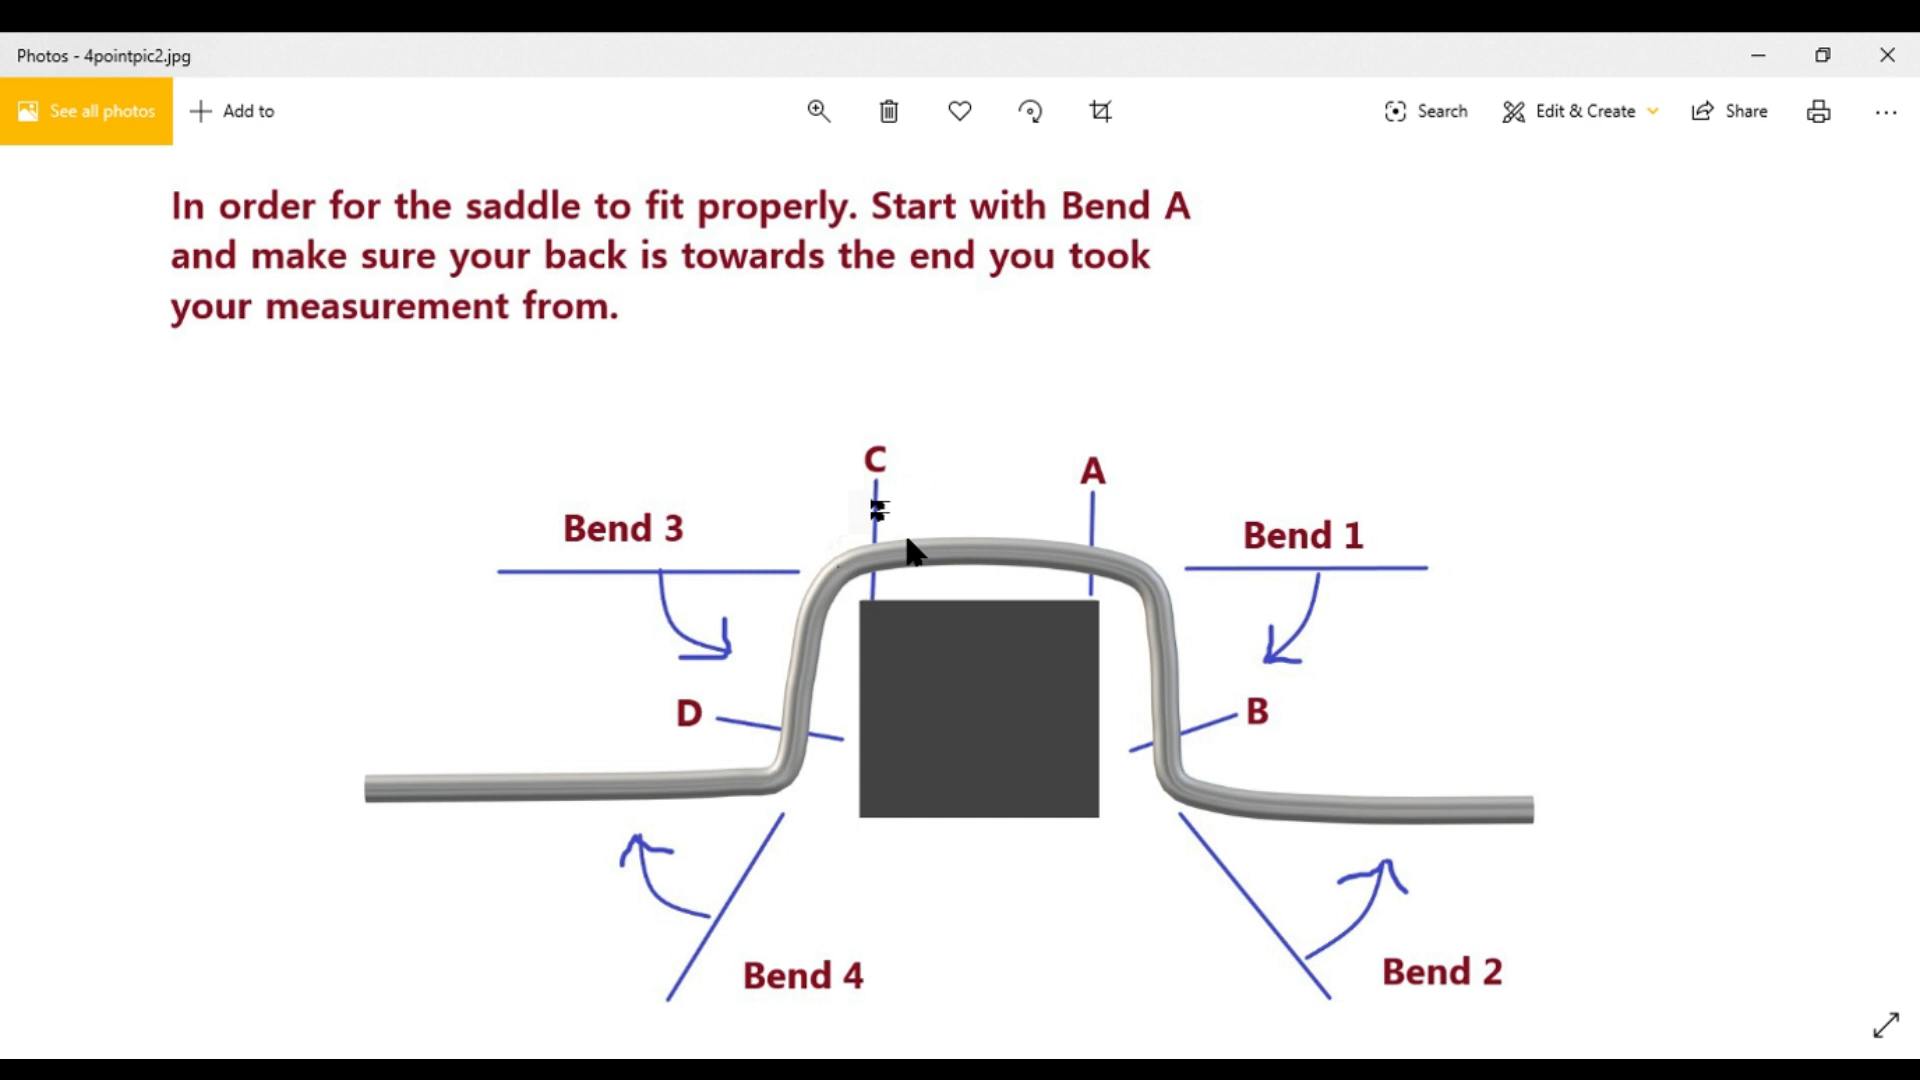 Photos - 4pointpic2.jpg
See all photos
Add to
Search
Edit & Create
Share
In order for the saddle to fit properly. Start with Bend A
and make sure your back is towards the end you took
your measurement from.
C
A
Bend 3
Bend 1
D
B
Bend 4
Bend 2